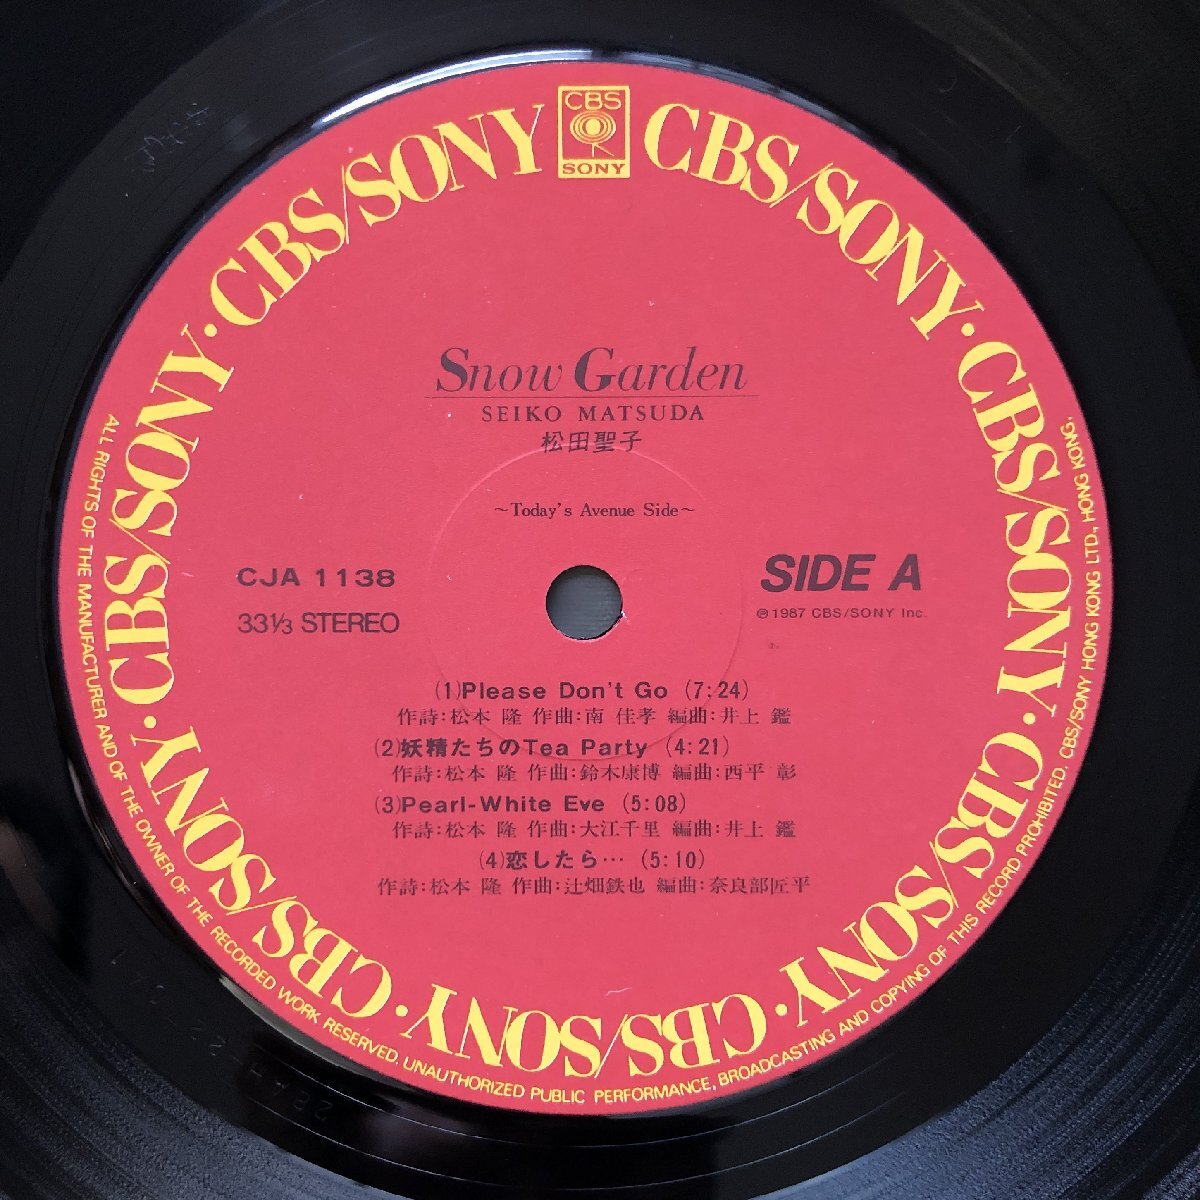 CBS
SONY
CBS/SONY · CBS/SONY · CBS/SONY · CBS/SONY · CBS/SONY · CBS/SONY · CBS/SONY · CBS/SONY
Snow Garden
SEIKO MATSUDA
松田聖子
~Today's Avenue Side~
CJA 1138
33⅓ STEREO
SIDE A
℗1987 CBS/SONY Inc.
(1)Please Don't Go (7:24)
作詩:松本 隆 作曲:南 佳孝 編曲:井上 鑑
(2)妖精たちのTea Party (4:21)
作詩:松本 隆 作曲:鈴木康博 編曲:西平 彰
(3)Pearl-White Eve (5:08)
作詩:松本 隆 作曲:大江千里 編曲:井上 鑑
(4)恋したら… (5:10)
作詩:松本 隆 作曲:辻畑鉄也 編曲:奈良部匠平
ALL RIGHTS OF THE MANUFACTURER AND OF THE OWNER OF THE RECORDED WORK RESERVED. UNAUTHORIZED PUBLIC PERFORMANCE, BROADCASTING AND COPYING OF THIS RECORD PROHIBITED. CBS/SONY HONG KONG LTD., HONG KONG.